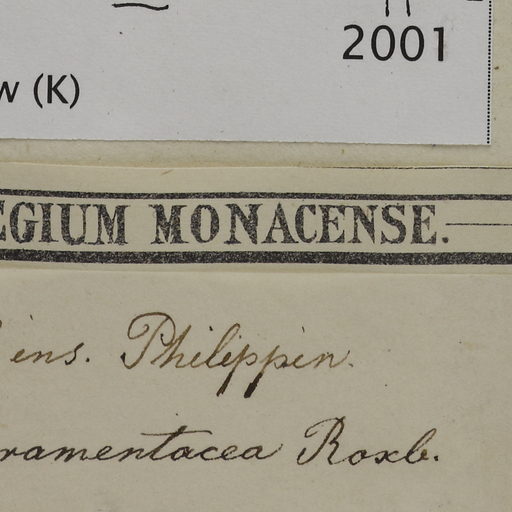 2001
w (K)
EGIUM MONACENSE.
ins. Philippin.
ramentacea Roxb.